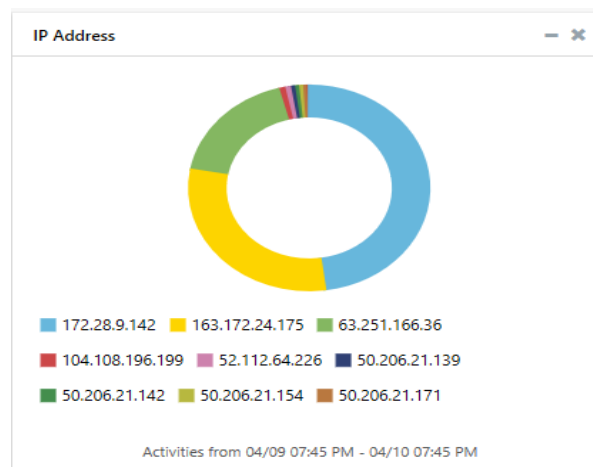 IP Address
172.28.9.142 163.172.24.175 63.251.166.36
104.108.196.199 52.112.64.226 50.206.21.139
50.206.21.142 50.206.21.154 50.206.21.171
Activities from 04/09 07:45 PM - 04/10 07:45 PM